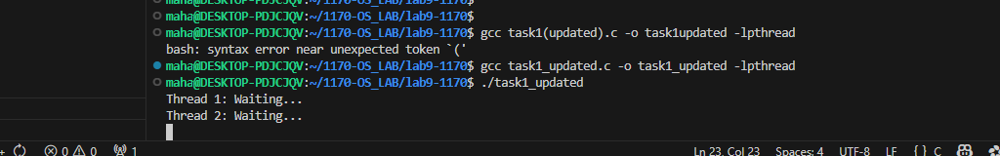 maha@DESKTOP-PDJCJQV:~/1170-OS_LAB/lab9-1170$
maha@DESKTOP-PDJCJQV:~/1170-OS_LAB/lab9-1170$
maha@DESKTOP-PDJCJQV:~/1170-OS_LAB/lab9-1170$ gcc task1(updated).c -o task1updated -lpthread
bash: syntax error near unexpected token `('
maha@DESKTOP-PDJCJQV:~/1170-OS_LAB/lab9-1170$ gcc task1_updated.c -o task1_updated -lpthread
maha@DESKTOP-PDJCJQV:~/1170-OS_LAB/lab9-1170$ ./task1_updated
Thread 1: Waiting...
Thread 2: Waiting...
0 0 1 Ln 23, Col 23 Spaces: 4 UTF-8 LF { } C